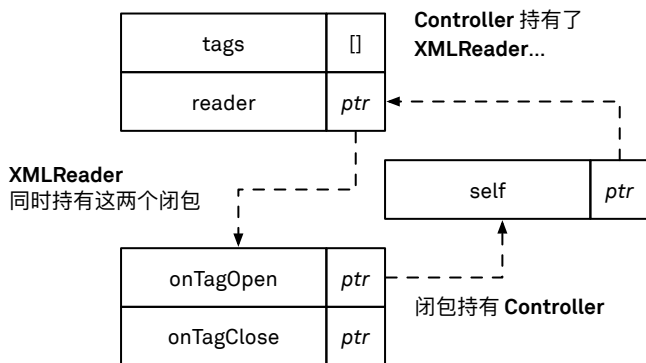 Controller 持有了
XMLReader...
tags []
reader ptr
XMLReader
同时持有这两个闭包
self ptr
onTagOpen ptr
闭包持有 Controller
onTagClose ptr